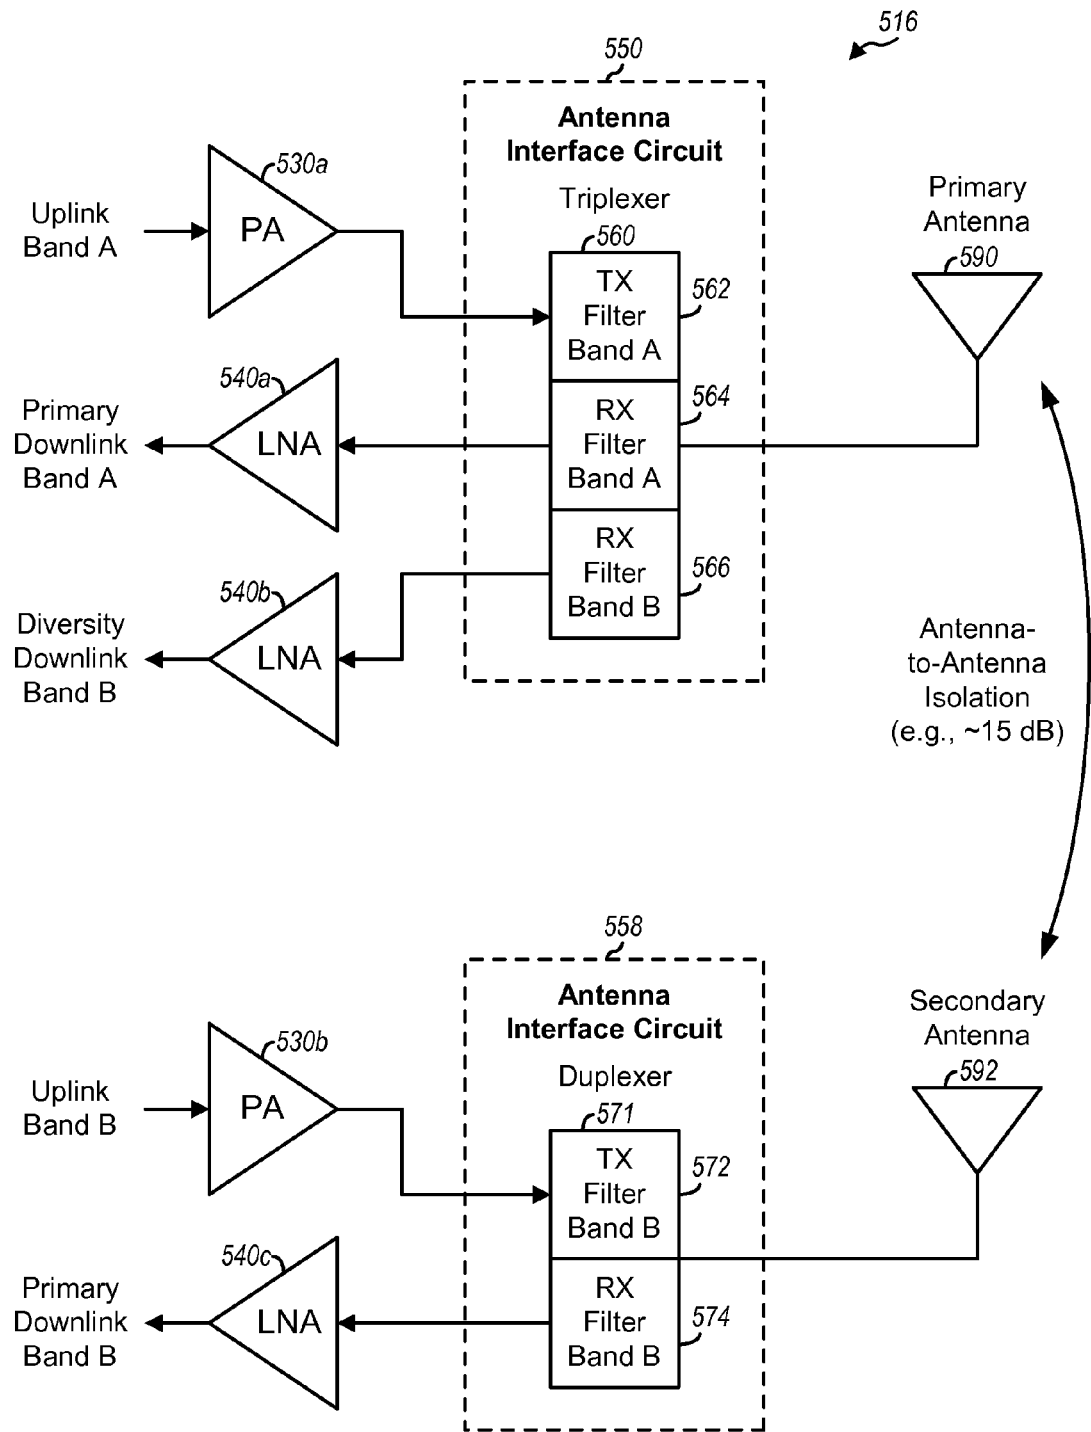 516
550
Antenna
Interface Circuit
Triplexer
560
530a
Uplink
Band A
PA
TX
Filter
Band A
562
Primary
Antenna
590
540a
Primary
Downlink
Band A
LNA
RX
Filter
Band A
564
540b
Diversity
Downlink
Band B
LNA
RX
Filter
Band B
566
Antenna-
to-Antenna
Isolation
(e.g., ~15 dB)
558
Antenna
Interface Circuit
Duplexer
571
530b
Uplink
Band B
PA
TX
Filter
Band B
572
Secondary
Antenna
592
540c
Primary
Downlink
Band B
LNA
RX
Filter
Band B
574